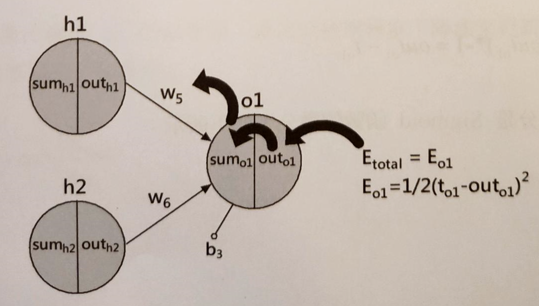 h1
sumh1 outh1
w5
o1
sumo1 outo1
Etotal = Eo1
Eo1=1/2(to1-outo1)²
h2
w6
sumh2 outh2
b3